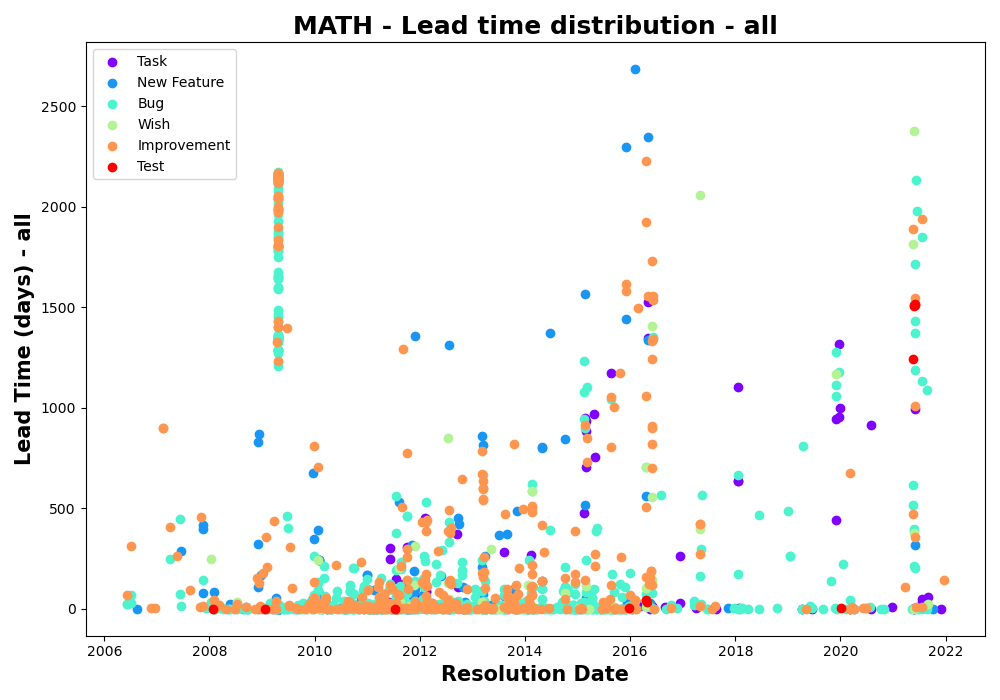 MATH - Lead time distribution - all
Task
New Feature
Bug
Wish
Improvement
Test
Lead Time (days) - all
2500
2000
1500
1000
500
0
2006 2008 2010 2012 2014 2016 2018 2020 2022
Resolution Date